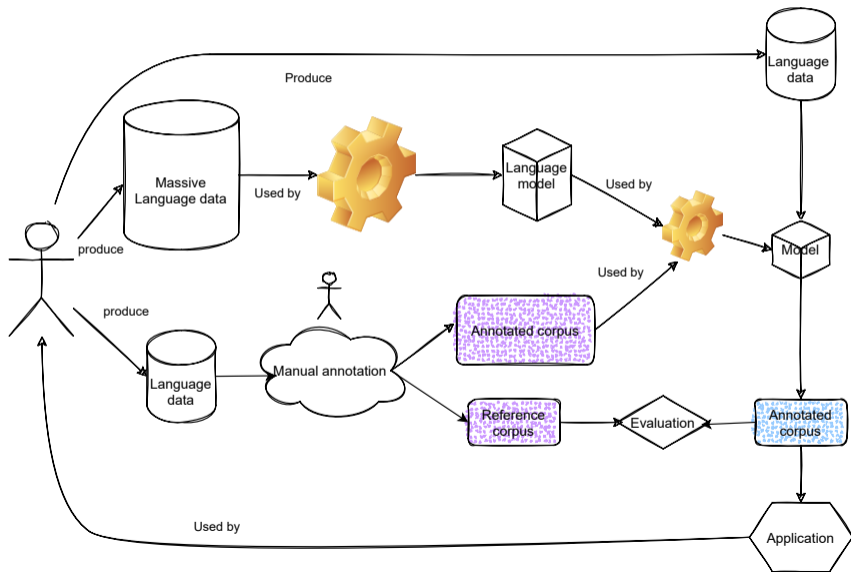 Produce
Language
data
Massive
Language data
Used by
Language
model
Used by
produce
Model
Used by
produce
Annotated corpus
Manual annotation
Language
data
Reference
corpus
Evaluation
Annotated
corpus
Used by
Application